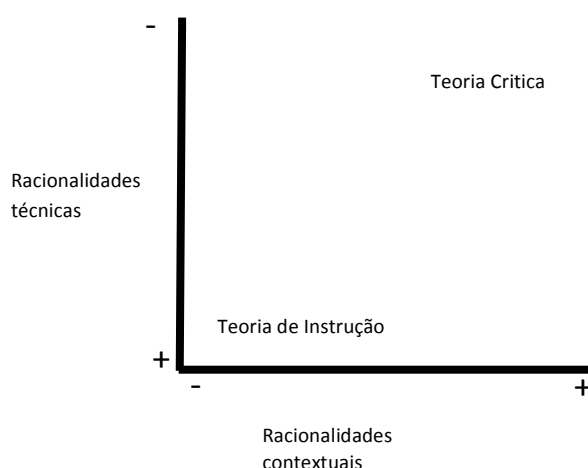 -
Teoria Critica
Racionalidades
técnicas
Teoria de Instrução
+
-
+
Racionalidades
contextuais